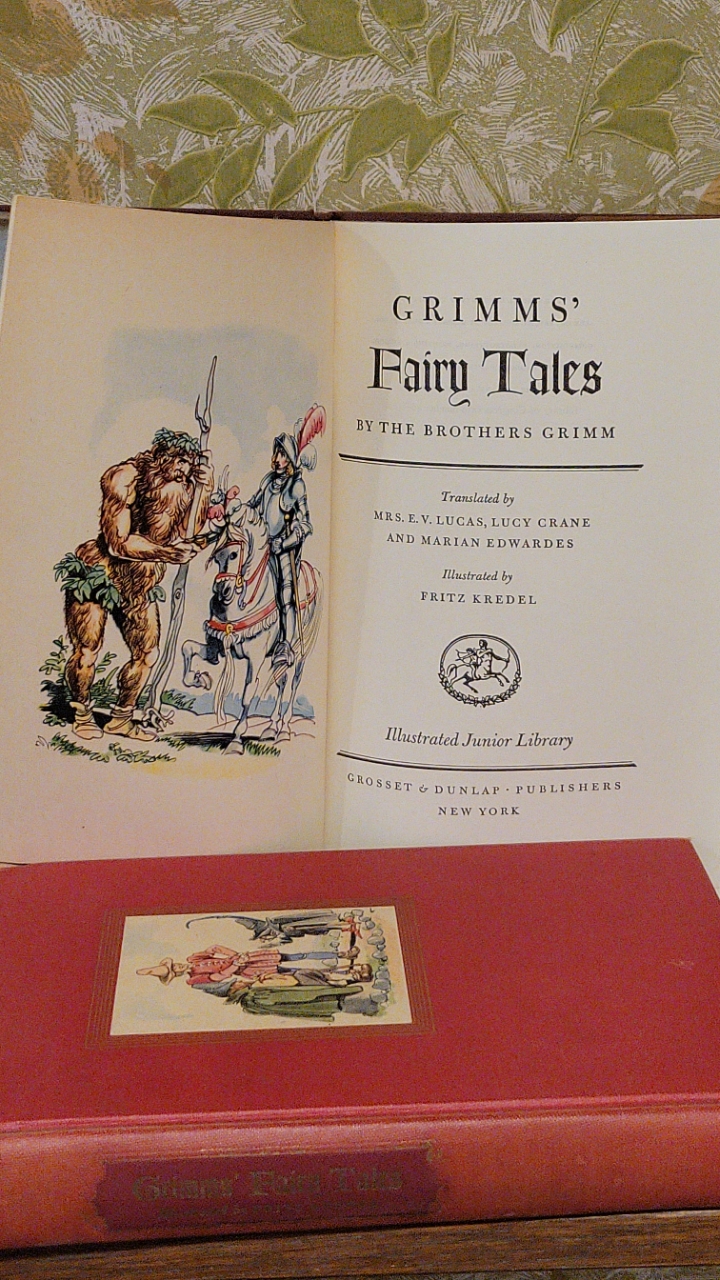 GRIMMS'
Fairy Tales
BY THE BROTHERS GRIMM
Translated by
MRS. E. V. LUCAS, LUCY CRANE
AND MARIAN EDWARDES
Illustrated by
FRITZ KREDEL
Illustrated Junior Library
GROSSET & DUNLAP · PUBLISHERS
NEW YORK
Grimms' Fairy Tales